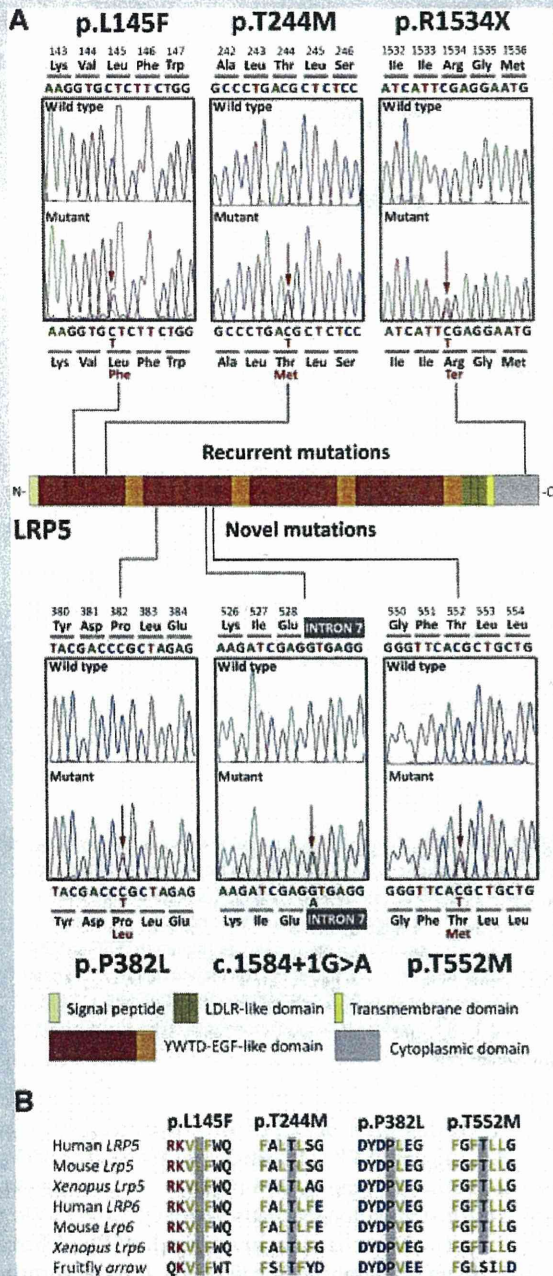 A
p.L145F p.T244M p.R1534X
143 144 145 146 147 242 243 244 245 246 1532 1533 1534 1535 1536
Lys Val Leu Phe Trp Ala Leu Thr Leu Ser Ile Ile Arg Gly Met
AAGGTGCTCTTCTGG GCCCTGACGCTCTCC ATCATTCGAGGAATG
Wild type Wild type Wild type
Mutant Mutant Mutant
AAGGTGCTCTTCTGG GCCCTGACGCTCTCC ATCATTCGAGGAATG
T T T
Lys Val Leu Phe Trp Ala Leu Thr Leu Ser Ile Ile Arg Gly Met
Phe Met Ter
Recurrent mutations
N- -C
LRP5 Novel mutations
380 381 382 383 384 526 527 528 550 551 552 553 554
Tyr Asp Pro Leu Glu Lys Ile Glu INTRON 7 Gly Phe Thr Leu Leu
TACGACCCGCTAGAG AAGATCGAGGTGAGG GGGTTCACGCTGCTG
Wild type Wild type Wild type
Mutant Mutant Mutant
TACGACCCGCTAGAG AAGATCGAGGTGAGG GGGTTCACGCTGCTG
T A T
Tyr Asp Pro Leu Glu Lys Ile Glu INTRON 7 Gly Phe Thr Leu Leu
Leu Met
p.P382L c.1584+1G>A p.T552M
Signal peptide LDLR-like domain Transmembrane domain
YWTD-EGF-like domain Cytoplasmic domain
B
p.L145F p.T244M p.P382L p.T552M
Human LRP5 RKVLFWQ FALTLSG DYDPLEG FGFTLLG
Mouse Lrp5 RKVLFWQ FALTLSG DYDPLEG FGFTLLG
Xenopus Lrp5 RKVLFWQ FALTLAG DYDPLEG FGFTLLG
Human LRP6 RKVLFWQ FALTLFE DYDPVEG FGFTLLG
Mouse Lrp6 RKVLFWQ FALTLFE DYDPVEG FGFTLLG
Xenopus Lrp6 RKVLFWQ FALTLFG DYDPVEG FGFTLLG
Fruitfly arrow QKVLFWT FSLTFYD DYDPVEE FGLSILD